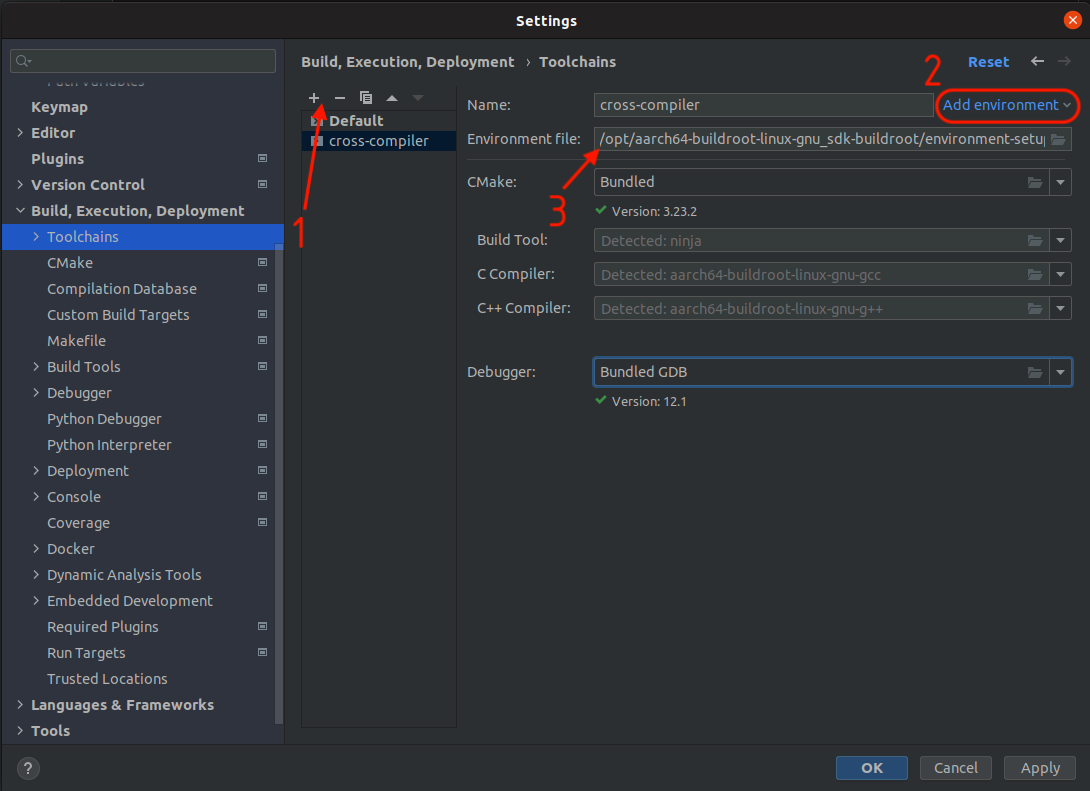 Settings
Path Variables
Keymap
Editor
Plugins
Version Control
Build, Execution, Deployment
Toolchains
CMake
Compilation Database
Custom Build Targets
Makefile
Build Tools
Debugger
Python Debugger
Python Interpreter
Deployment
Console
Coverage
Docker
Dynamic Analysis Tools
Embedded Development
Required Plugins
Run Targets
Trusted Locations
Languages & Frameworks
Tools
?
Build, Execution, Deployment › Toolchains
2
Reset
Default
cross-compiler
1
Name: cross-compiler Add environment
Environment file: /opt/aarch64-buildroot-linux-gnu_sdk-buildroot/environment-setup
3
CMake: Bundled
Version: 3.23.2
Build Tool: Detected: ninja
C Compiler: Detected: aarch64-buildroot-linux-gnu-gcc
C++ Compiler: Detected: aarch64-buildroot-linux-gnu-g++
Debugger: Bundled GDB
Version: 12.1
OK Cancel Apply